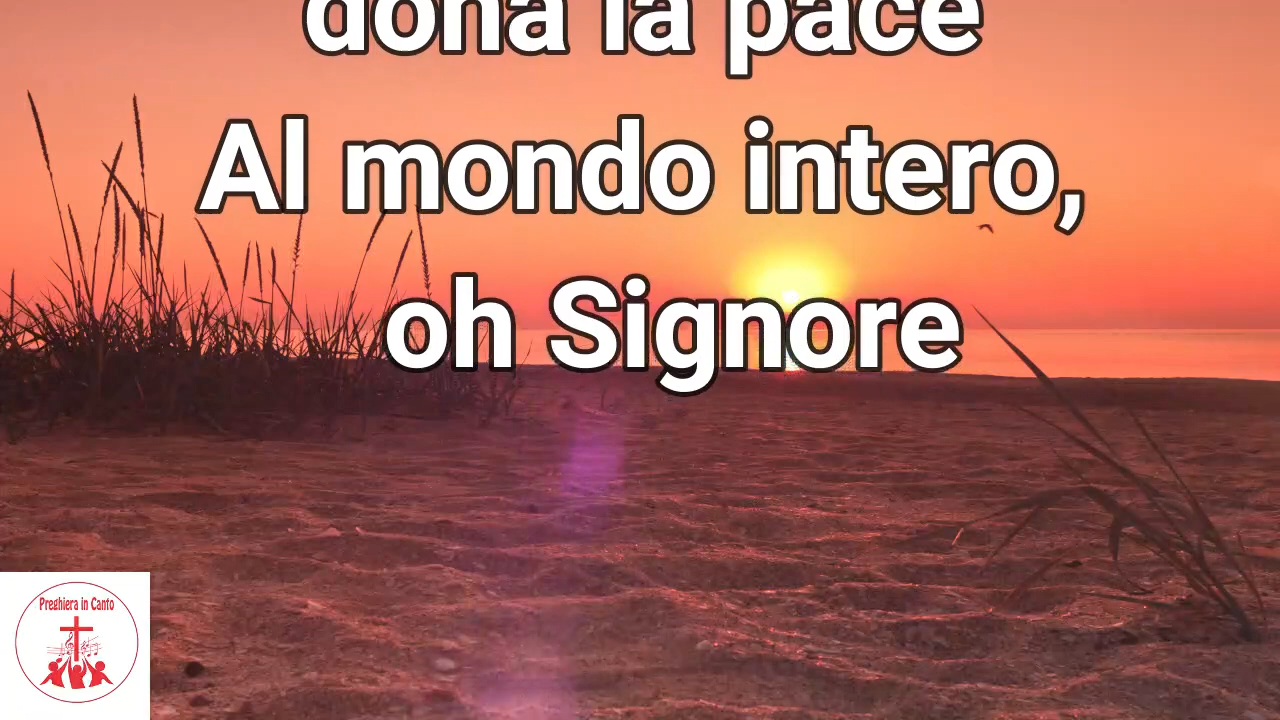 dona la pace
Al mondo intero,
oh Signore
Preghiera in Canto